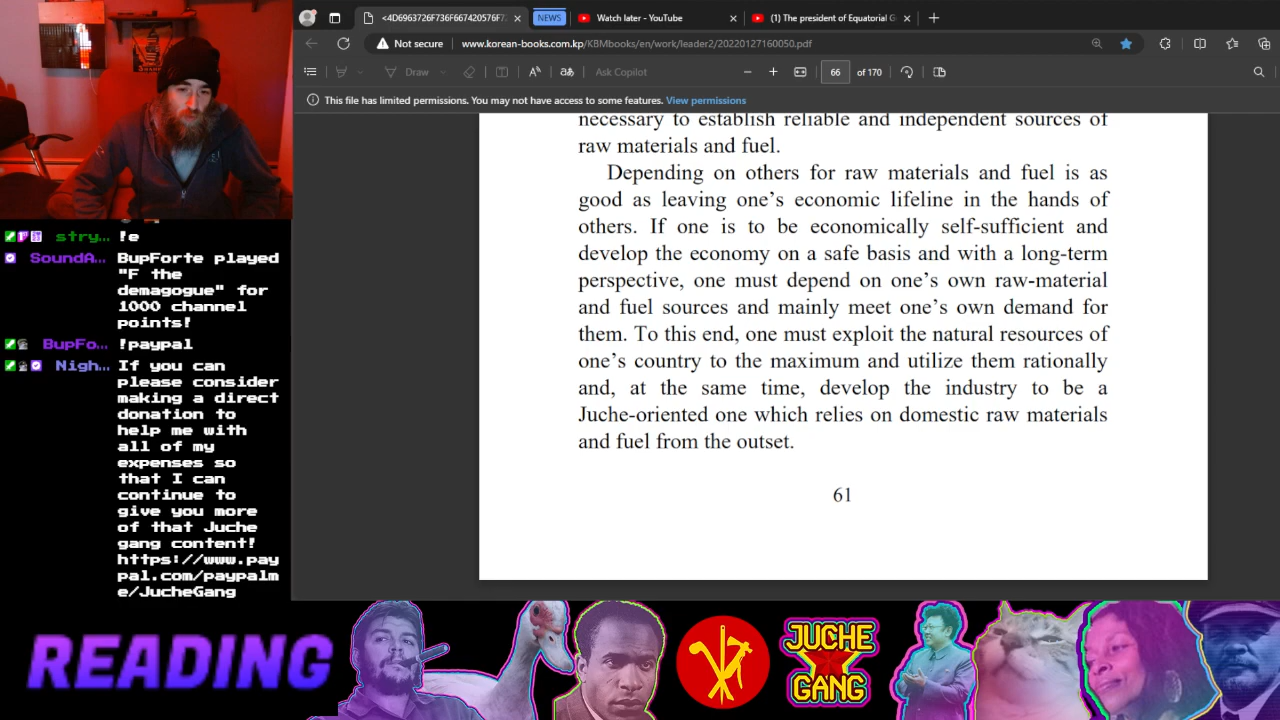 <4D6963726F736F667420576F72
NEWS
Watch later - YouTube
(1) The president of Equatorial G
Not secure
www.korean-books.com.kp/KBMbooks/en/work/leader2/20220127160050.pdf
Draw
Ask Copilot
66
of 170
This file has limited permissions. You may not have access to some features. View permissions
necessary to establish reliable and independent sources of
raw materials and fuel.
Depending on others for raw materials and fuel is as
good as leaving one's economic lifeline in the hands of
others. If one is to be economically self-sufficient and
develop the economy on a safe basis and with a long-term
perspective, one must depend on one's own raw-material
and fuel sources and mainly meet one's own demand for
them. To this end, one must exploit the natural resources of
one's country to the maximum and utilize them rationally
and, at the same time, develop the industry to be a
Juche-oriented one which relies on domestic raw materials
and fuel from the outset.
61
stry... !e
SoundA... BupForte played
"F the
demagogue" for
1000 channel
points!
BupFo... !paypal
Nigh... If you can
please consider
making a direct
donation to
help me with
all of my
expenses so
that I can
continue to
give you more
of that Juche
gang content!
https://www.pay
pal.com/paypalm
e/JucheGang
READING
JUCHE
GANG